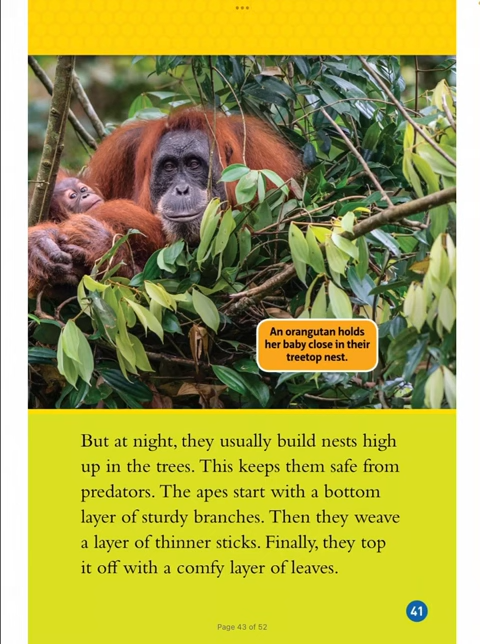 An orangutan holds
her baby close in their
treetop nest.
But at night, they usually build nests high
up in the trees. This keeps them safe from
predators. The apes start with a bottom
layer of sturdy branches. Then they weave
a layer of thinner sticks. Finally, they top
it off with a comfy layer of leaves.
41
Page 43 of 52